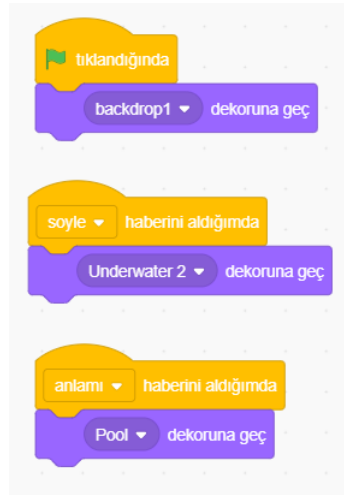 tıklandığında
backdrop1 dekoruna geç
soyle haberini aldığımda
Underwater 2 dekoruna geç
anlamı haberini aldığımda
Pool dekoruna geç